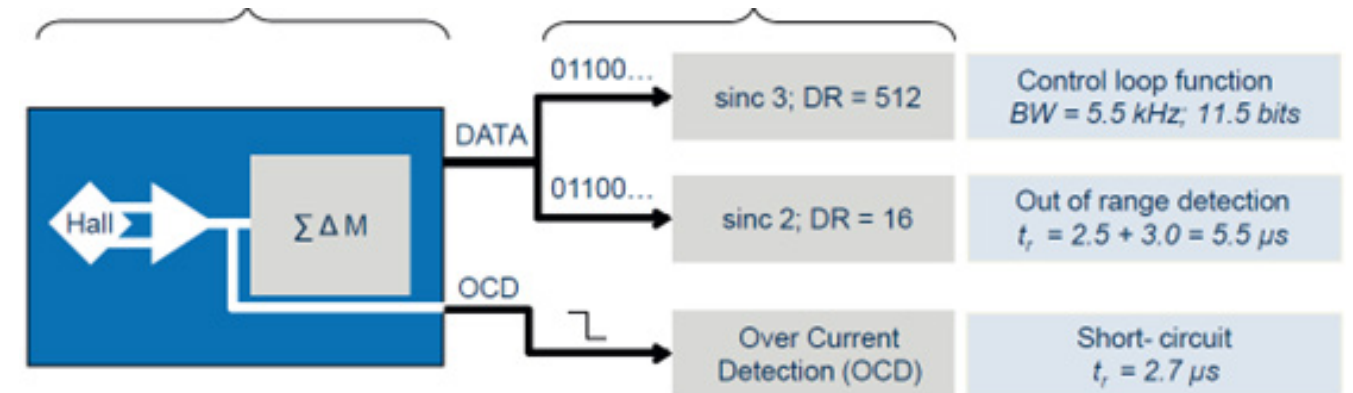 01100...
sinc 3; DR = 512
Control loop function
BW = 5.5 kHz; 11.5 bits
DATA
01100...
sinc 2; DR = 16
Out of range detection
tr = 2.5 + 3.0 = 5.5 μs
Hall
∑ Δ M
OCD
Over Current
Detection (OCD)
Short- circuit
tr = 2.7 μs